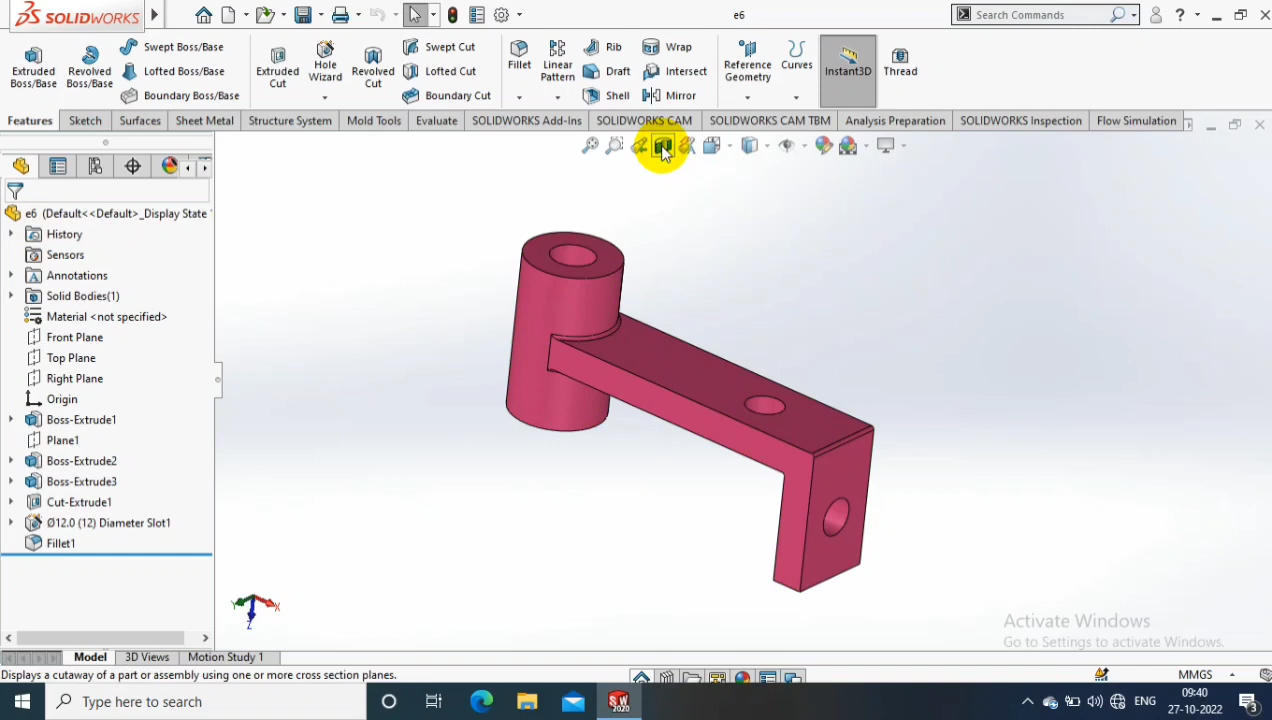 SOLIDWORKS
e6
Search Commands
Extruded Boss/Base
Revolved Boss/Base
Swept Boss/Base
Lofted Boss/Base
Boundary Boss/Base
Extruded Cut
Hole Wizard
Revolved Cut
Swept Cut
Lofted Cut
Boundary Cut
Fillet
Linear Pattern
Rib
Draft
Shell
Wrap
Intersect
Mirror
Reference Geometry
Curves
Instant3D
Thread
Features
Sketch
Surfaces
Sheet Metal
Structure System
Mold Tools
Evaluate
SOLIDWORKS Add-Ins
SOLIDWORKS CAM
SOLIDWORKS CAM TBM
Analysis Preparation
SOLIDWORKS Inspection
Flow Simulation
e6 (Default<<Default>_Display State
History
Sensors
Annotations
Solid Bodies(1)
Material <not specified>
Front Plane
Top Plane
Right Plane
Origin
Boss-Extrude1
Plane1
Boss-Extrude2
Boss-Extrude3
Cut-Extrude1
Ø12.0 (12) Diameter Slot1
Fillet1
Y
X
Z
Activate Windows
Go to Settings to activate Windows.
Model
3D Views
Motion Study 1
Displays a cutaway of a part or assembly using one or more cross section planes.
MMGS
Type here to search
SW
2020
ENG
09:40
27-10-2022
3